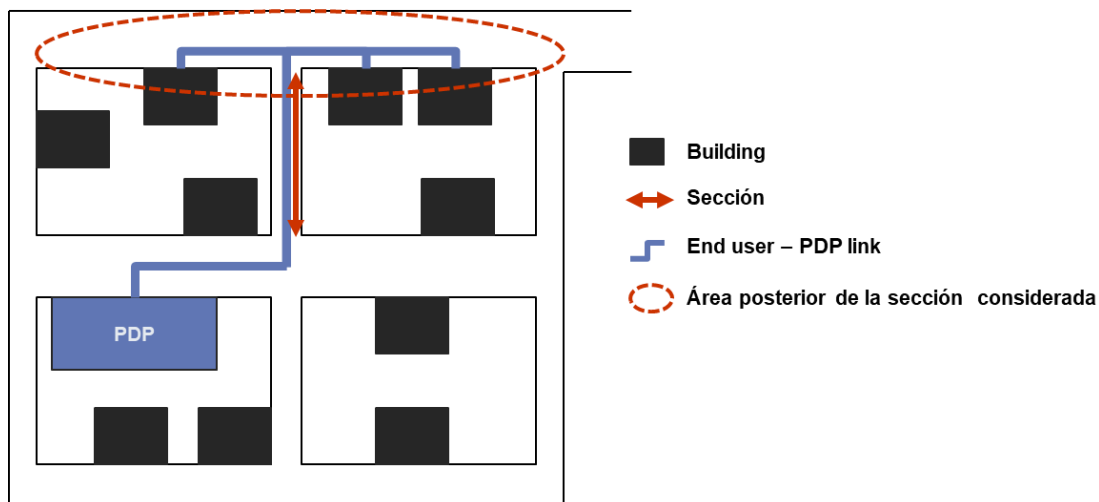 Building
Sección
End user – PDP link
Área posterior de la sección considerada
PDP